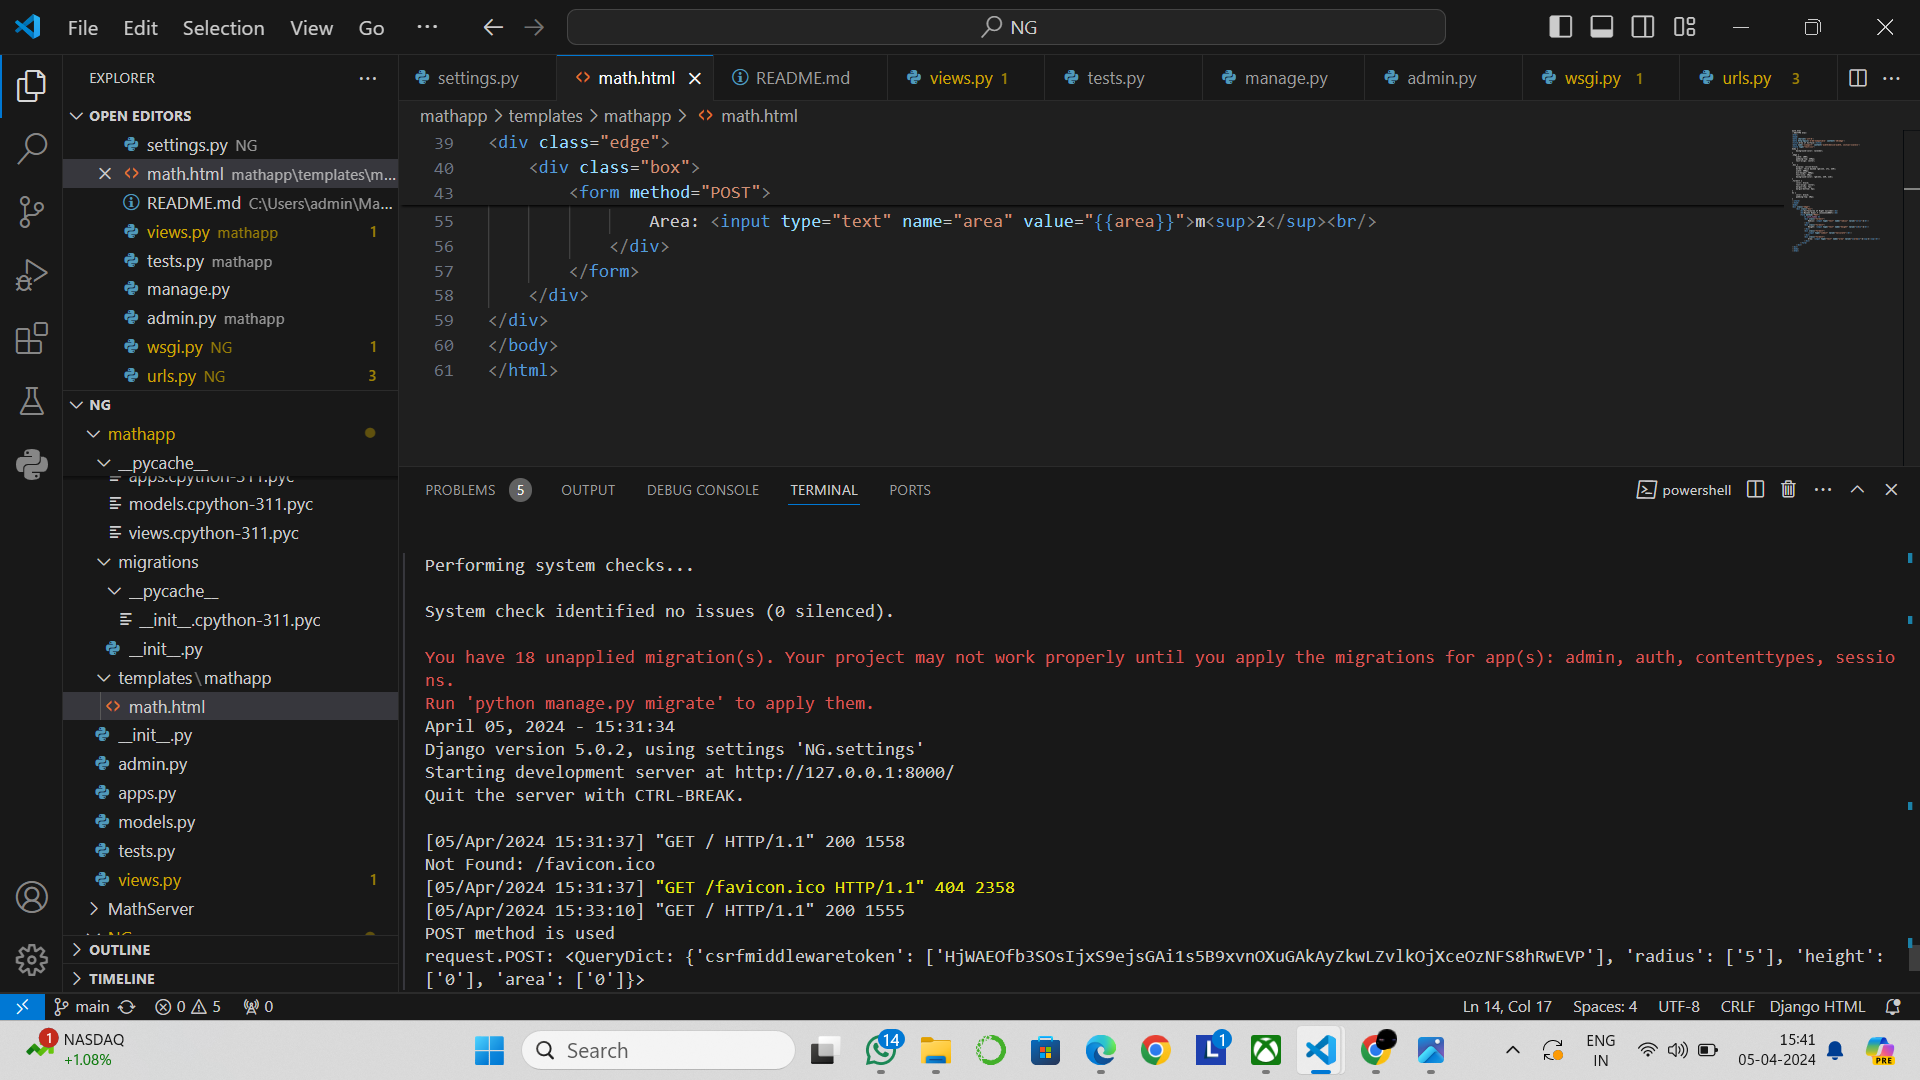 File Edit Selection View Go ··· NG
EXPLORER
OPEN EDITORS
settings.py NG
math.html mathapp\templates\m...
README.md C:\Users\admin\Ma...
views.py mathapp 1
tests.py mathapp
manage.py
admin.py mathapp
wsgi.py NG 1
urls.py NG 3
NG
mathapp
__pycache__
apps.cpython-311.pyc
models.cpython-311.pyc
views.cpython-311.pyc
migrations
__pycache__
__init__.cpython-311.pyc
__init__.py
templates\mathapp
math.html
__init__.py
admin.py
apps.py
models.py
tests.py
views.py 1
MathServer
OUTLINE
TIMELINE
settings.py math.html README.md views.py 1 tests.py manage.py admin.py wsgi.py 1 urls.py 3
mathapp > templates > mathapp > math.html
39 <div class="edge">
40 <div class="box">
43 <form method="POST">
55 Area: <input type="text" name="area" value="{{area}}">m<sup>2</sup><br/>
56 </div>
57 </form>
58 </div>
59 </div>
60 </body>
61 </html>
PROBLEMS 5 OUTPUT DEBUG CONSOLE TERMINAL PORTS powershell
Performing system checks...
System check identified no issues (0 silenced).
You have 18 unapplied migration(s). Your project may not work properly until you apply the migrations for app(s): admin, auth, contenttypes, sessio
ns.
Run 'python manage.py migrate' to apply them.
April 05, 2024 - 15:31:34
Django version 5.0.2, using settings 'NG.settings'
Starting development server at http://127.0.0.1:8000/
Quit the server with CTRL-BREAK.
[05/Apr/2024 15:31:37] "GET / HTTP/1.1" 200 1558
Not Found: /favicon.ico
[05/Apr/2024 15:31:37] "GET /favicon.ico HTTP/1.1" 404 2358
[05/Apr/2024 15:33:10] "GET / HTTP/1.1" 200 1555
POST method is used
request.POST: <QueryDict: {'csrfmiddlewaretoken': ['HjWAEOfb3SOsIjxS9ejsGAi1s5B9xvnOXuGAkAyZkwLZvlkOjXceOzNFS8hRwEVP'], 'radius': ['5'], 'height':
['0'], 'area': ['0']}>
main 0 5 0 Ln 14, Col 17 Spaces: 4 UTF-8 CRLF Django HTML
1 NASDAQ
+1.08%
Search
14
1
ENG
IN
15:41
05-04-2024
PRE